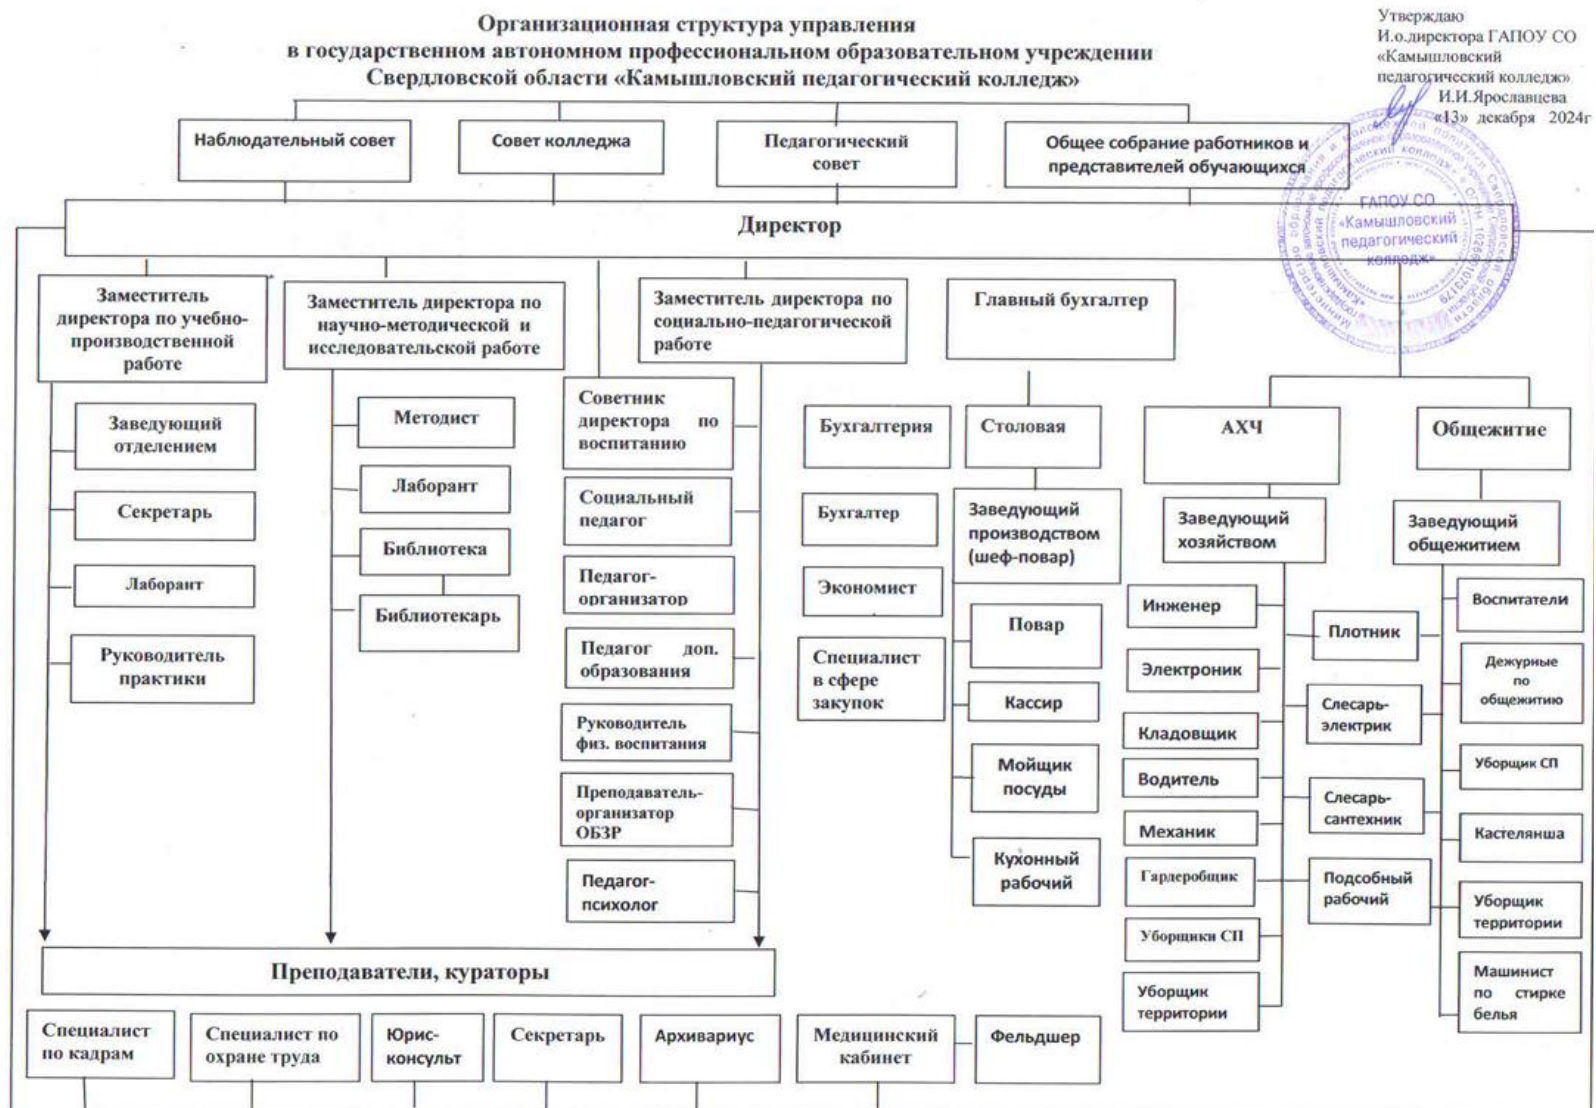 Организационная структура управления
в государственном автономном профессиональном образовательном учреждении
Свердловской области «Камышловский педагогический колледж»
Утверждаю
И.о.директора ГАПОУ СО
«Камышловский
педагогический колледж»
И.И.Ярославцева
«13» декабря 2024г
Наблюдательный совет
Совет колледжа
Педагогический
совет
Общее собрание работников и
представителей обучающихся
ГАПОУ СО
«Камышловский
педагогический
колледж»
Директор
Заместитель
директора по учебно-
производственной
работе
Заместитель директора по
научно-методической и
исследовательской работе
Заместитель директора по
социально-педагогической
работе
Главный бухгалтер
Заведующий
отделением
Секретарь
Лаборант
Руководитель
практики
Методист
Лаборант
Библиотека
Библиотекарь
Советник
директора по
воспитанию
Социальный
педагог
Педагог-
организатор
Педагог доп.
образования
Руководитель
физ. воспитания
Преподаватель-
организатор
ОБЗР
Педагог-
психолог
Бухгалтерия
Бухгалтер
Экономист
Специалист
в сфере
закупок
Столовая
Заведующий
производством
(шеф-повар)
Повар
Кассир
Мойщик
посуды
Кухонный
рабочий
АХЧ
Заведующий
хозяйством
Инженер
Электроник
Кладовщик
Водитель
Механик
Гардеробщик
Уборщики СП
Уборщик
территории
Плотник
Слесарь-
электрик
Слесарь-
сантехник
Подсобный
рабочий
Общежитие
Заведующий
общежитием
Воспитатели
Дежурные
по
общежитию
Уборщик СП
Кастелянша
Уборщик
территории
Машинист
по стирке
белья
Преподаватели, кураторы
Специалист
по кадрам
Специалист по
охране труда
Юрис-
консульт
Секретарь
Архивариус
Медицинский
кабинет
Фельдшер